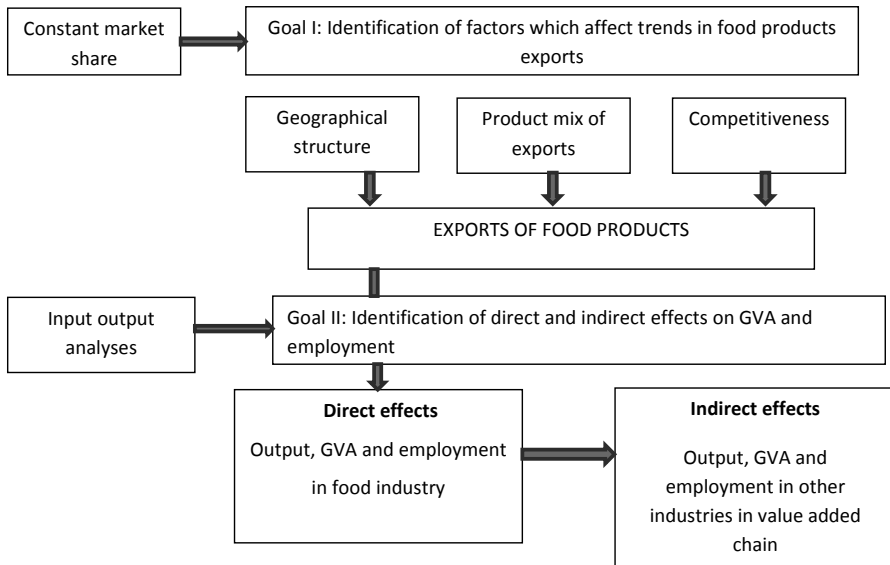 Constant market
share
Goal I: Identification of factors which affect trends in food products
exports
Geographical
structure
Product mix of
exports
Competitiveness
EXPORTS OF FOOD PRODUCTS
Input output
analyses
Goal II: Identification of direct and indirect effects on GVA and
employment
Direct effects
Output, GVA and employment
in food industry
Indirect effects
Output, GVA and
employment in other
industries in value added
chain